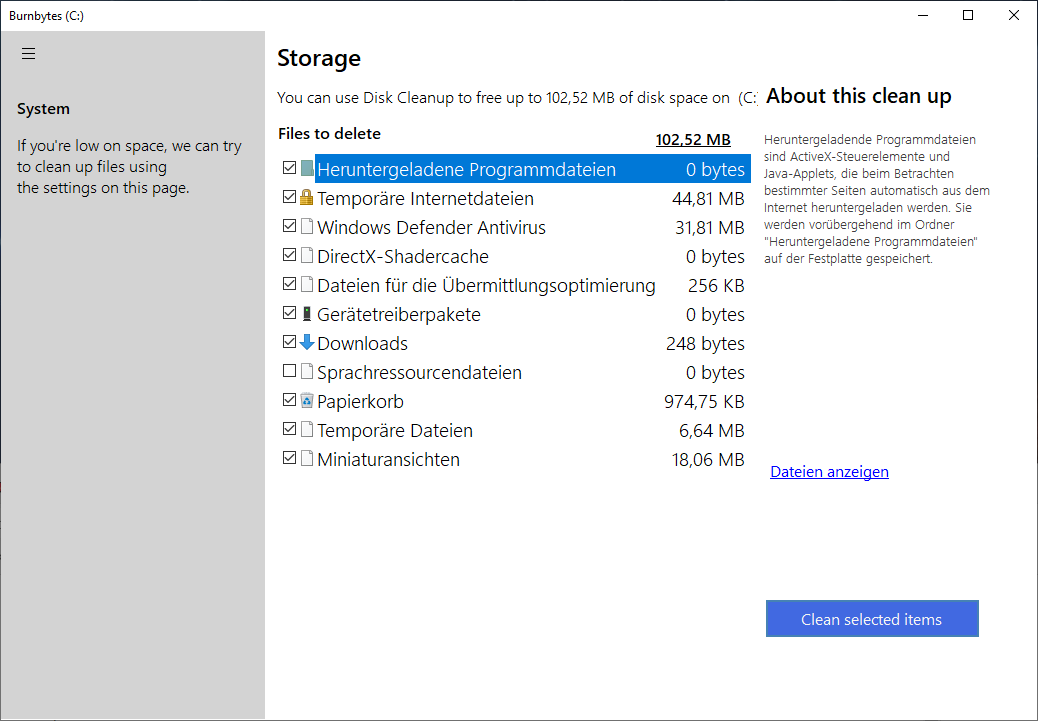 Burnbytes (C:)
System
If you're low on space, we can try
to clean up files using
the settings on this page.
Storage
You can use Disk Cleanup to free up to 102,52 MB of disk space on (C:
Files to delete 102,52 MB
Heruntergeladene Programmdateien 0 bytes
Temporäre Internetdateien 44,81 MB
Windows Defender Antivirus 31,81 MB
DirectX-Shadercache 0 bytes
Dateien für die Übermittlungsoptimierung 256 KB
Gerätetreiberpakete 0 bytes
Downloads 248 bytes
Sprachressourcendateien 0 bytes
Papierkorb 974,75 KB
Temporäre Dateien 6,64 MB
Miniaturansichten 18,06 MB
About this clean up
Heruntergeladende Programmdateien
sind ActiveX-Steuerelemente und
Java-Applets, die beim Betrachten
bestimmter Seiten automatisch aus dem
Internet heruntergeladen werden. Sie
werden vorübergehend im Ordner
"Heruntergeladene Programmdateien"
auf der Festplatte gespeichert.
Dateien anzeigen
Clean selected items